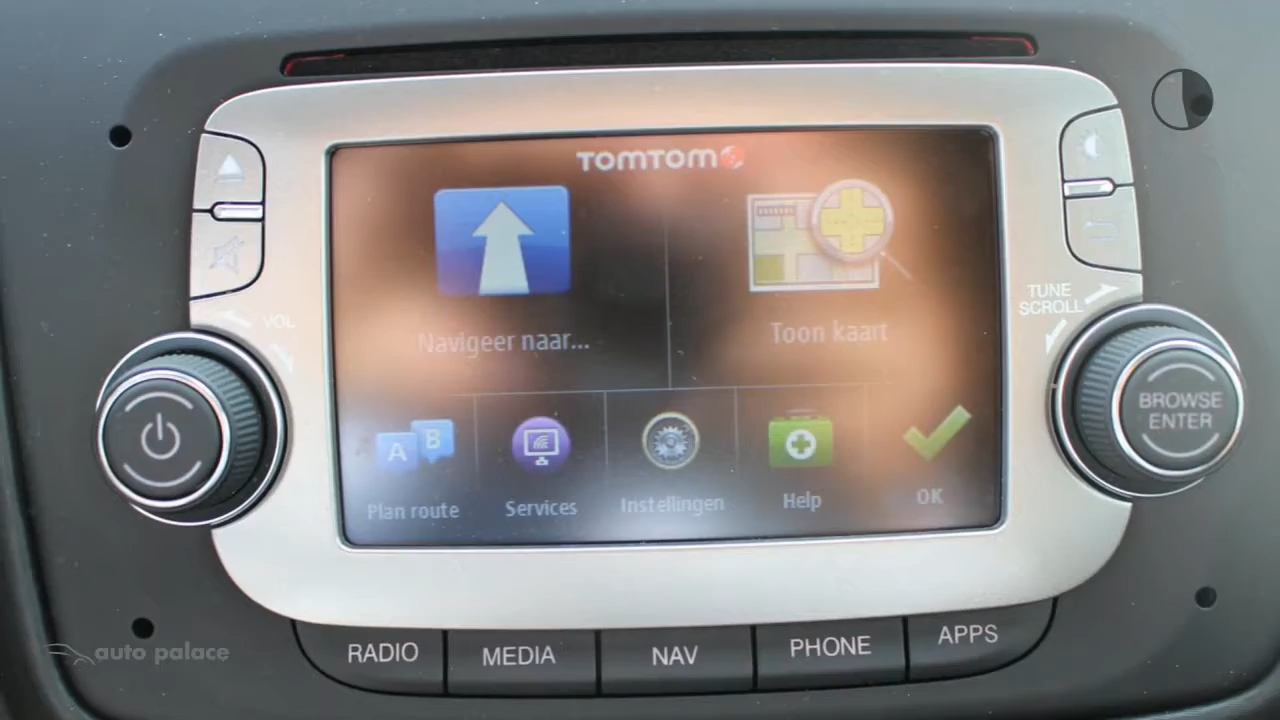 TOMTOM
Navigeer naar...
Toon kaart
VOL
TUNE
SCROLL
BROWSE
ENTER
A B
Plan route
Services
Instellingen
Help
OK
RADIO
MEDIA
NAV
PHONE
APPS
auto palace